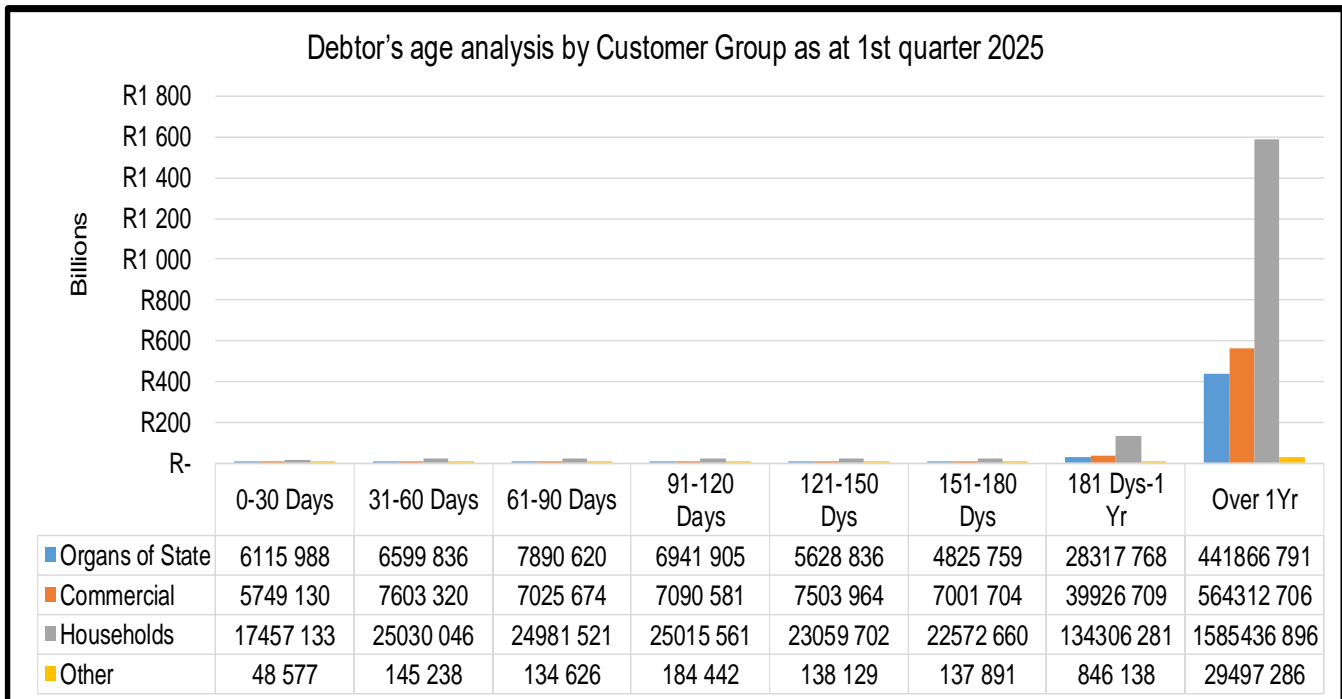 Debtor’s age analysis by Customer Group as at 1st quarter 2025
Billions
R1 800
R1 600
R1 400
R1 200
R1 000
R800
R600
R400
R200
R-
0-30 Days 31-60 Days 61-90 Days 91-120 Days 121-150 Dys 151-180 Dys 181 Dys-1 Yr Over 1Yr
Organs of State 6115 988 6599 836 7890 620 6941 905 5628 836 4825 759 28317 768 441866 791
Commercial 5749 130 7603 320 7025 674 7090 581 7503 964 7001 704 39926 709 564312 706
Households 17457 133 25030 046 24981 521 25015 561 23059 702 22572 660 134306 281 1585436 896
Other 48 577 145 238 134 626 184 442 138 129 137 891 846 138 29497 286